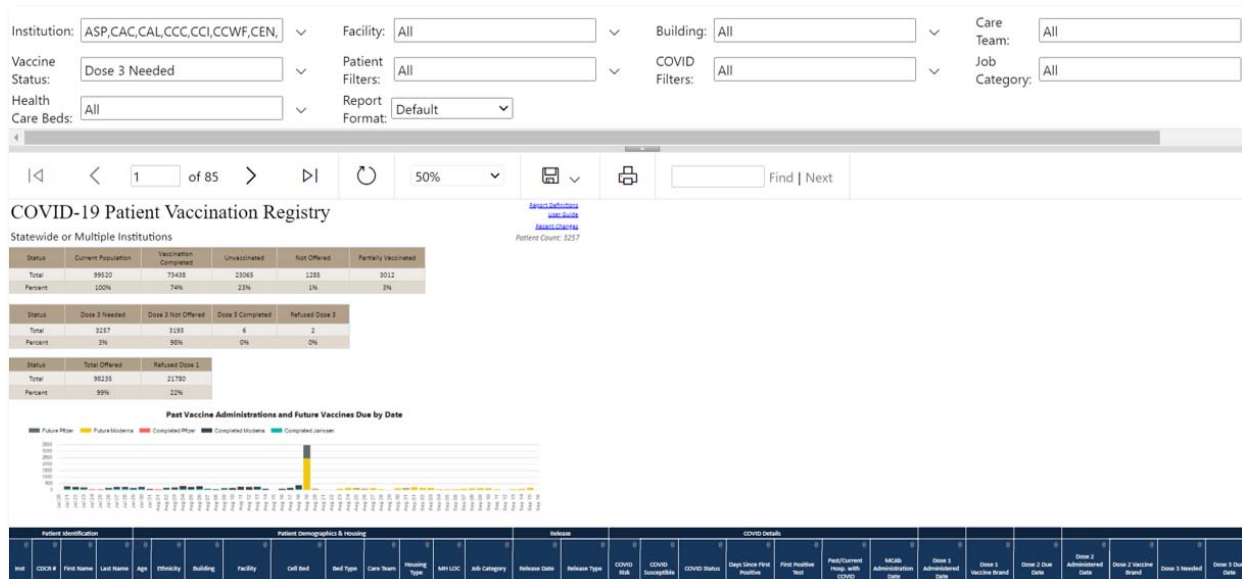 Institution: ASP,CAC,CAL,CCC,CCI,CCWF,CEN, Facility: All Building: All Care Team: All
Vaccine Status: Dose 3 Needed Patient Filters: All COVID Filters: All Job Category: All
Health Care Beds: All Report Format: Default
1 of 85 50% Find | Next
COVID-19 Patient Vaccination Registry
Report Definitions
User Guide
Recent Changes
Statewide or Multiple Institutions
Patient Count: 3257
Status Current Population Vaccination Completed Unvaccinated Not Offered Partially Vaccinated
Total 99520 73438 23065 1285 3012
Percent 100% 74% 23% 1% 3%
Status Dose 3 Needed Dose 3 Not Offered Dose 3 Completed Refused Dose 3
Total 3257 3193 6 2
Percent 3% 98% 0% 0%
Status Total Offered Refused Dose 1
Total 98235 21780
Percent 99% 22%
Past Vaccine Administrations and Future Vaccines Due by Date
Future Pfizer Future Moderna Completed Pfizer Completed Moderna Completed Janssen
3500
3000
2500
2000
1500
1000
500
0
Patient Identification Patient Demographics & Housing Release COVID Details
Inst CDCR # First Name Last Name Age Ethnicity Building Facility Cell Bed Bed Type Care Team Housing Type MH LOC Job Category Release Date Release Type COVID Risk COVID Susceptible COVID Status Days Since First Positive First Positive Test Past/Current Hosp. with COVID MCAb Administration Date Dose 1 Administered Date Dose 1 Vaccine Brand Dose 2 Due Date Dose 2 Administered Date Dose 2 Vaccine Brand Dose 3 Needed Dose 3 Due Date